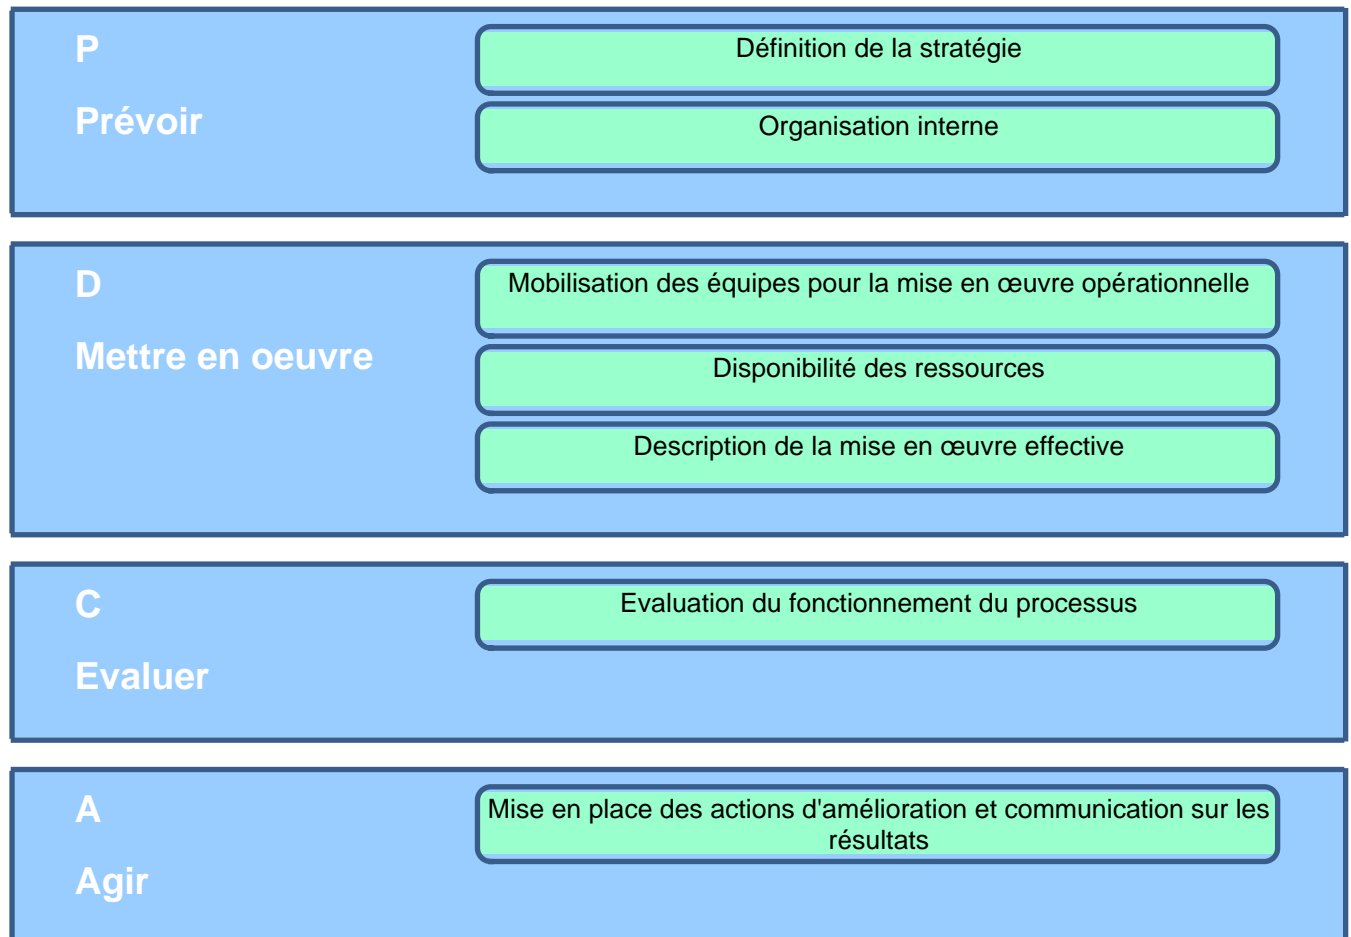 P
Définition de la stratégie
Prévoir
Organisation interne
D
Mobilisation des équipes pour la mise en œuvre opérationnelle
Mettre en oeuvre
Disponibilité des ressources
Description de la mise en œuvre effective
C
Evaluation du fonctionnement du processus
Evaluer
A
Mise en place des actions d'amélioration et communication sur les
résultats
Agir